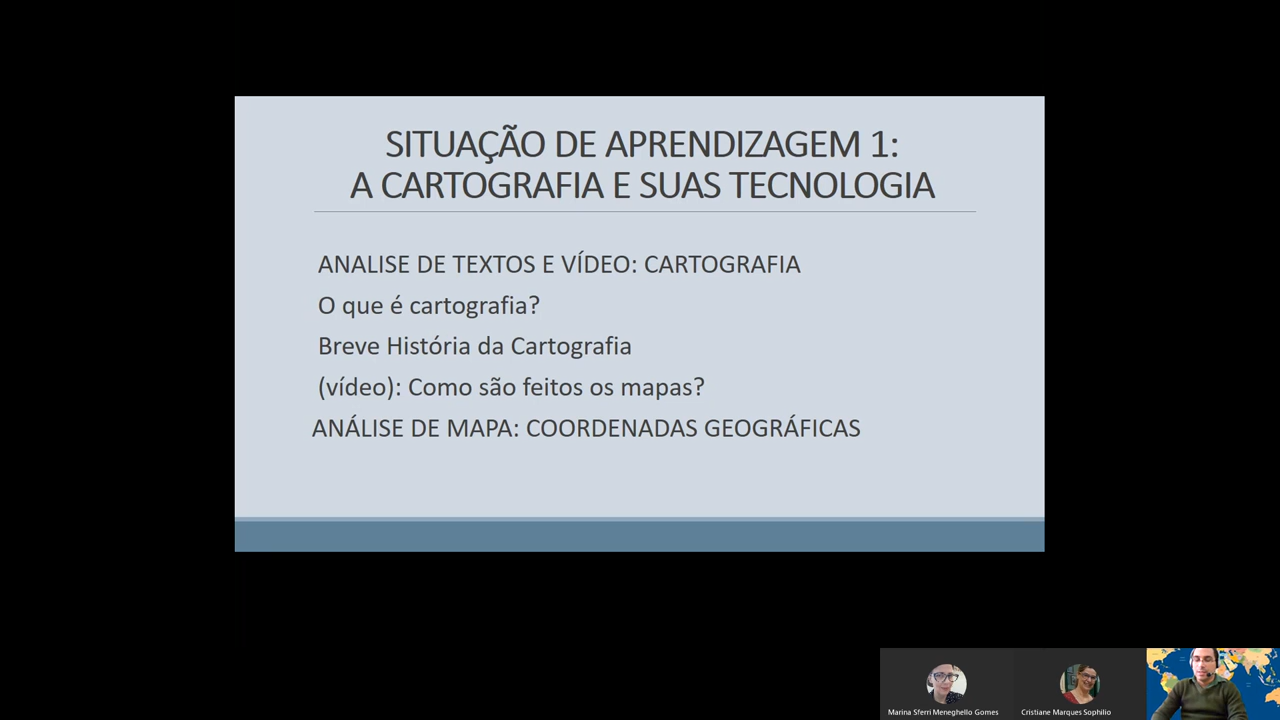 SITUAÇÃO DE APRENDIZAGEM 1:
A CARTOGRAFIA E SUAS TECNOLOGIA
ANALISE DE TEXTOS E VÍDEO: CARTOGRAFIA
O que é cartografia?
Breve História da Cartografia
(vídeo): Como são feitos os mapas?
ANÁLISE DE MAPA: COORDENADAS GEOGRÁFICAS
Marina Sferri Meneghello Gomes
Cristiane Marques Sophilio